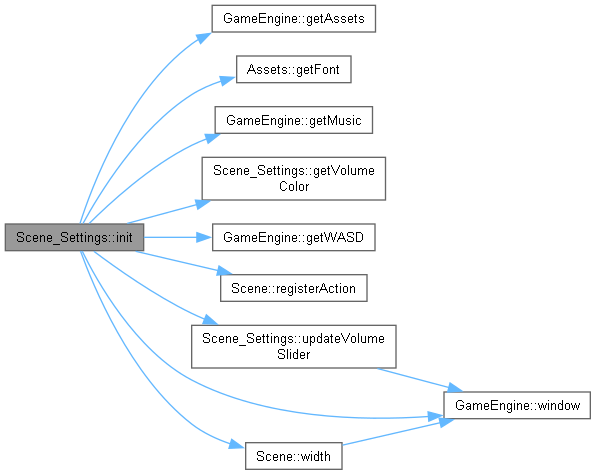 GameEngine::getAssets
Assets::getFont
GameEngine::getMusic
Scene_Settings::getVolume
Color
Scene_Settings::init
GameEngine::getWASD
Scene::registerAction
Scene_Settings::updateVolume
Slider
GameEngine::window
Scene::width